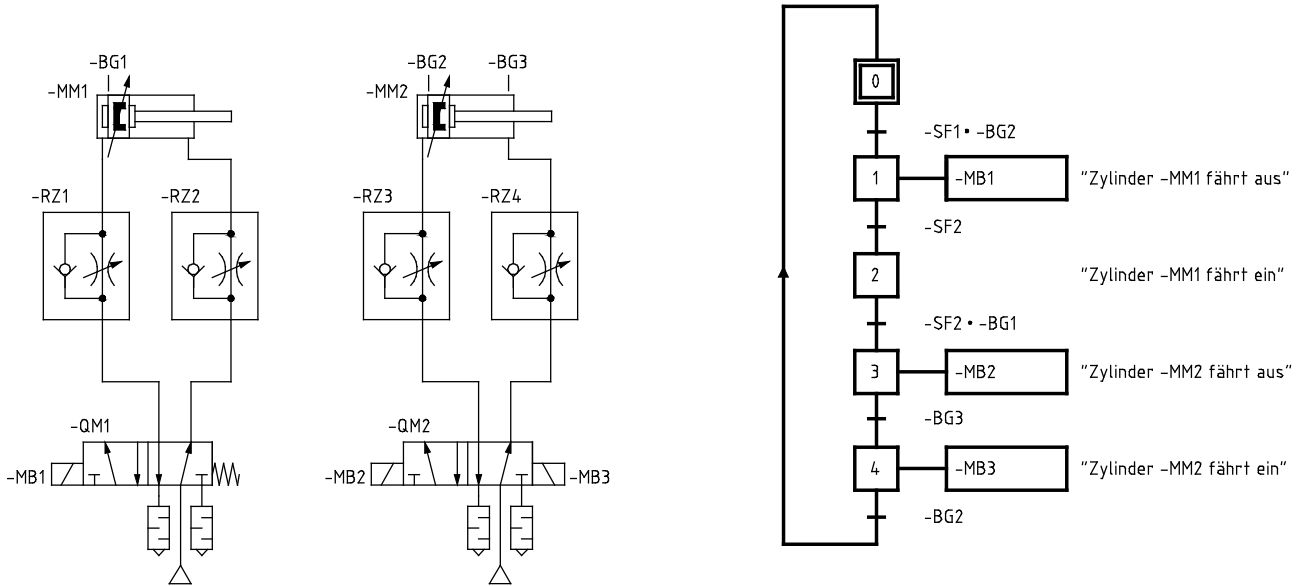 -BG1
-MM1
-RZ1
-RZ2
-QM1
-MB1
-BG2
-BG3
-MM2
-RZ3
-RZ4
-QM2
-MB2
-MB3
0
-SF1 • -BG2
1
-MB1
"Zylinder -MM1 fährt aus"
-SF2
2
"Zylinder -MM1 fährt ein"
-SF2 • -BG1
3
-MB2
"Zylinder -MM2 fährt aus"
-BG3
4
-MB3
"Zylinder -MM2 fährt ein"
-BG2